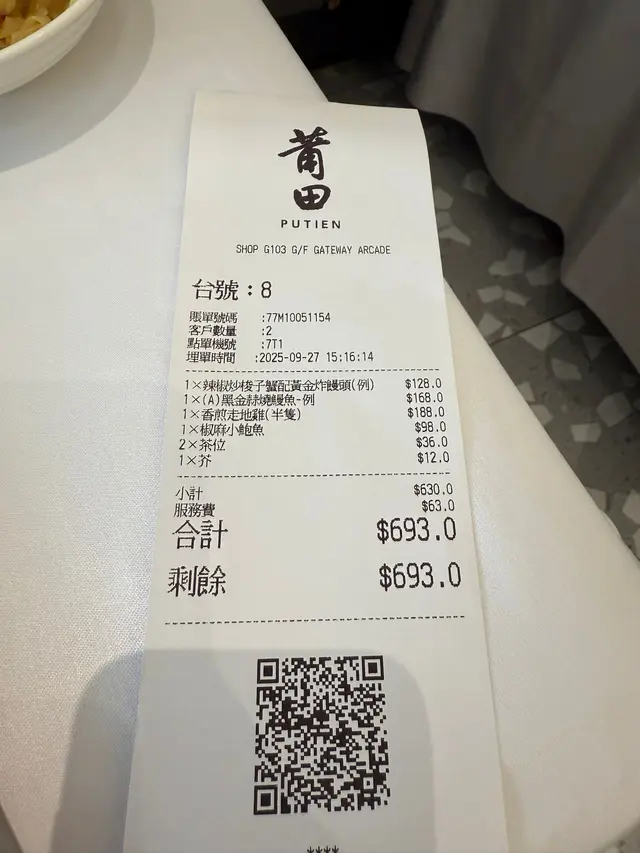 莆田
PUTIEN
SHOP G103 G/F GATEWAY ARCADE
台號：8
賬單號碼 :77M10051154
客戶數量 :2
點單機號 :7T1
埋單時間 :2025-09-27 15:16:14
1×辣椒炒梭子蟹配黃金炸饅頭(例) $128.0
1×(A)黑金蒜燒鰻魚-例 $168.0
1×香煎走地雞(半隻) $188.0
1×椒麻小鮑魚 $98.0
2×茶位 $36.0
1×芥 $12.0
小計 $630.0
服務費 $63.0
合計 $693.0
剩餘 $693.0
****